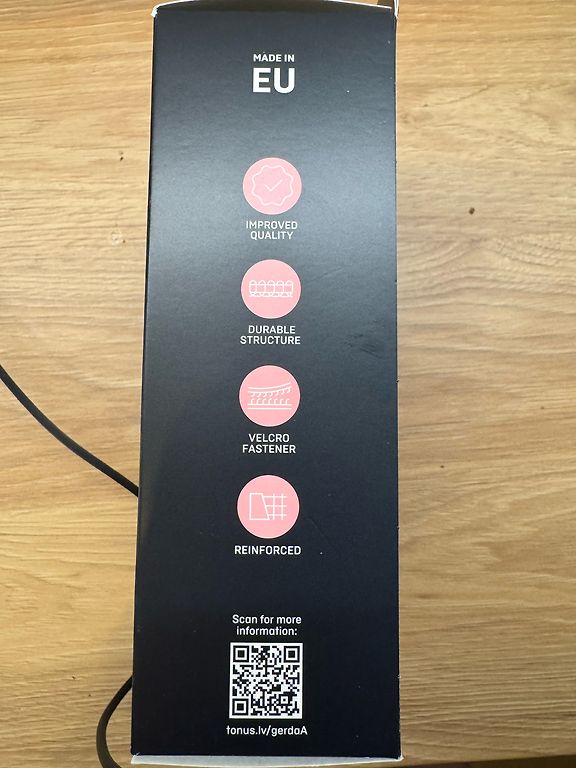 MADE IN
EU
IMPROVED
QUALITY
DURABLE
STRUCTURE
VELCRO
FASTENER
REINFORCED
Scan for more
information:
tonus.lv/gerdaA